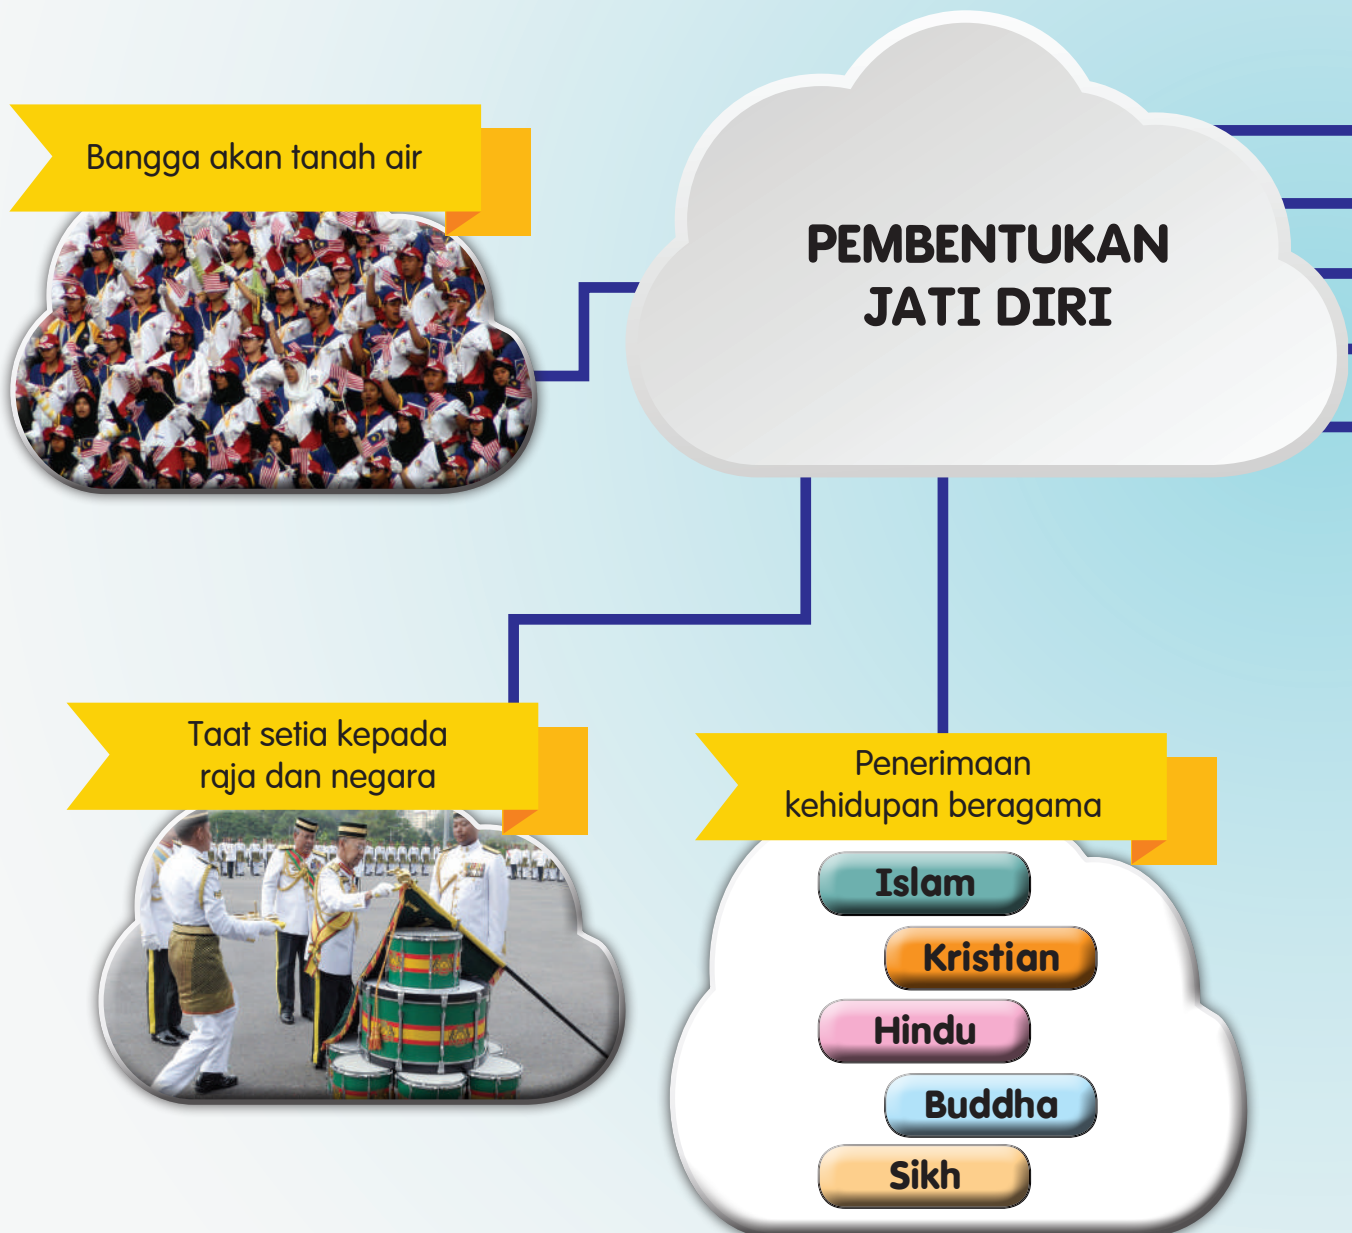 Bangga akan tanah air
PEMBENTUKAN
JATI DIRI
Taat setia kepada
raja dan negara
Penerimaan
kehidupan beragama
Islam
Kristian
Hindu
Buddha
Sikh